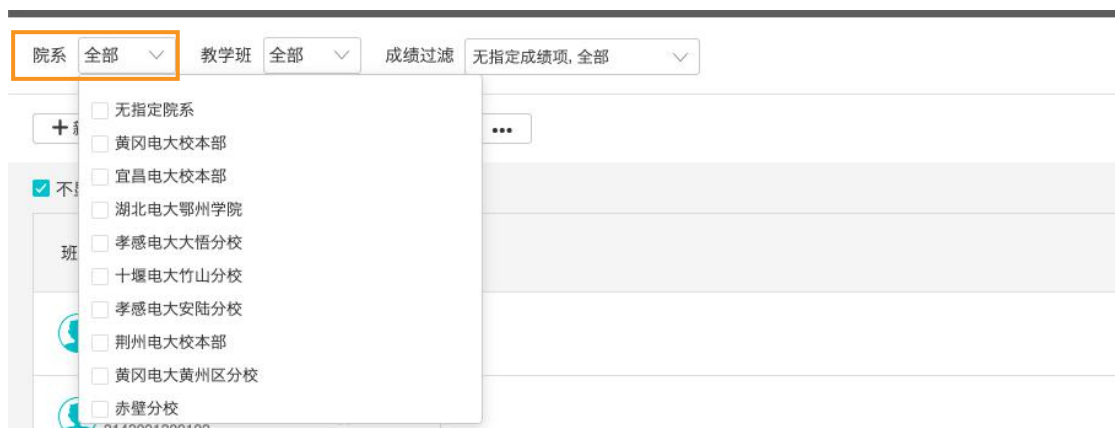 院系 全部 教学班 全部 成绩过滤 无指定成绩项, 全部
无指定院系
黄冈电大校本部
宜昌电大校本部
湖北电大鄂州学院
孝感电大大悟分校
十堰电大竹山分校
孝感电大安陆分校
荆州电大校本部
黄冈电大黄州区分校
赤壁分校
不
班